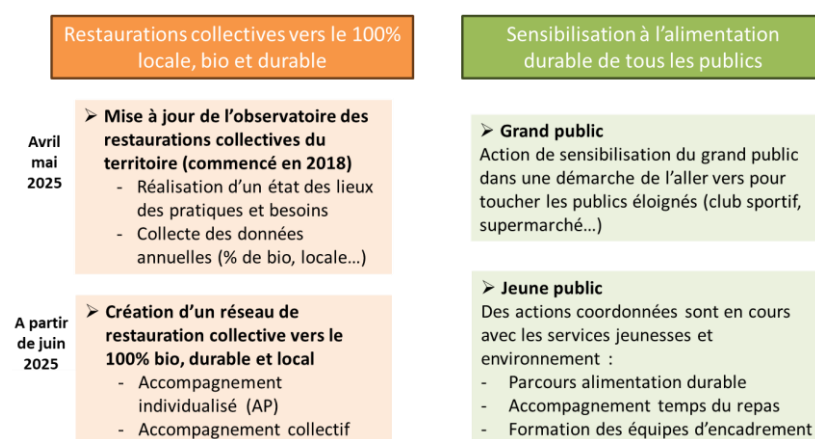 Restaurations collectives vers le 100%
locale, bio et durable
Avril
mai
2025
➢ Mise à jour de l'observatoire des
restaurations collectives du
territoire (commencé en 2018)
- Réalisation d'un état des lieux
des pratiques et besoins
- Collecte des données
annuelles (% de bio, locale…)
A partir
de juin
2025
➢ Création d'un réseau de
restauration collective vers le
100% bio, durable et local
- Accompagnement
individualisé (AP)
- Accompagnement collectif
Sensibilisation à l'alimentation
durable de tous les publics
➢ Grand public
Action de sensibilisation du grand public
dans une démarche de l'aller vers pour
toucher les publics éloignés (club sportif,
supermarché…)
➢ Jeune public
Des actions coordonnées sont en cours
avec les services jeunesses et
environnement :
- Parcours alimentation durable
- Accompagnement temps du repas
- Formation des équipes d'encadrement